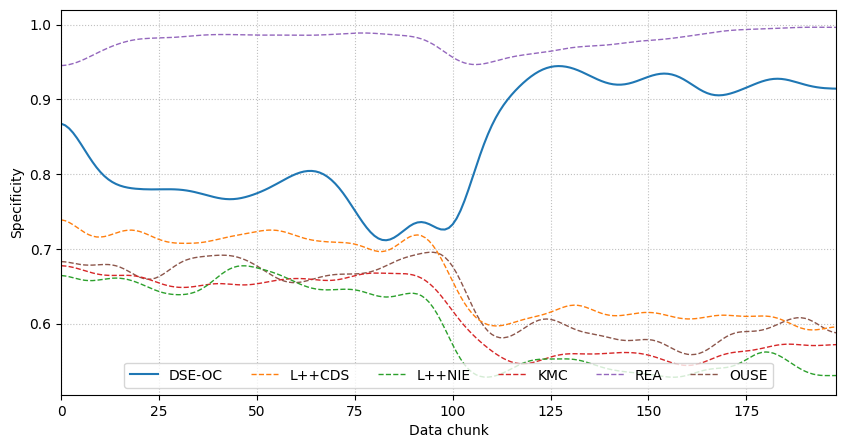 1.0
0.9
0.8
0.7
0.6
Specificity
DSE-OC L++CDS L++NIE KMC REA OUSE
0 25 50 75 100 125 150 175
Data chunk